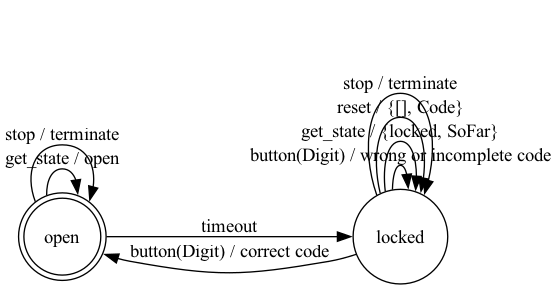 stop / terminate
reset / {[], Code}
get_state / {locked, SoFar}
button(Digit) / wrong or incomplete code
stop / terminate
get_state / open
open
timeout
button(Digit) / correct code
locked